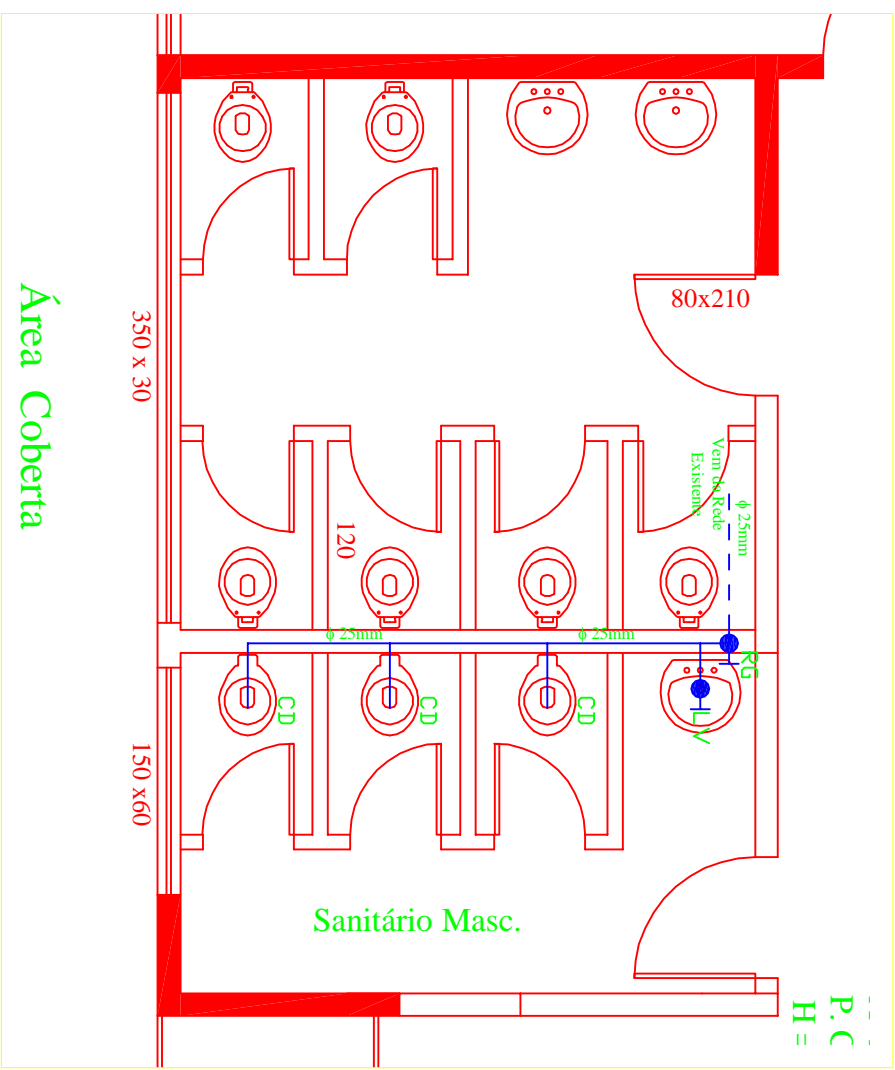 80x210
350 x 30
Área Coberta
Vem da Rede
Existente
ϕ 25mm
120
ϕ 25mm
ϕ 25mm
RG
CD
CD
CD
LV
150 x60
Sanitário Masc.
H =